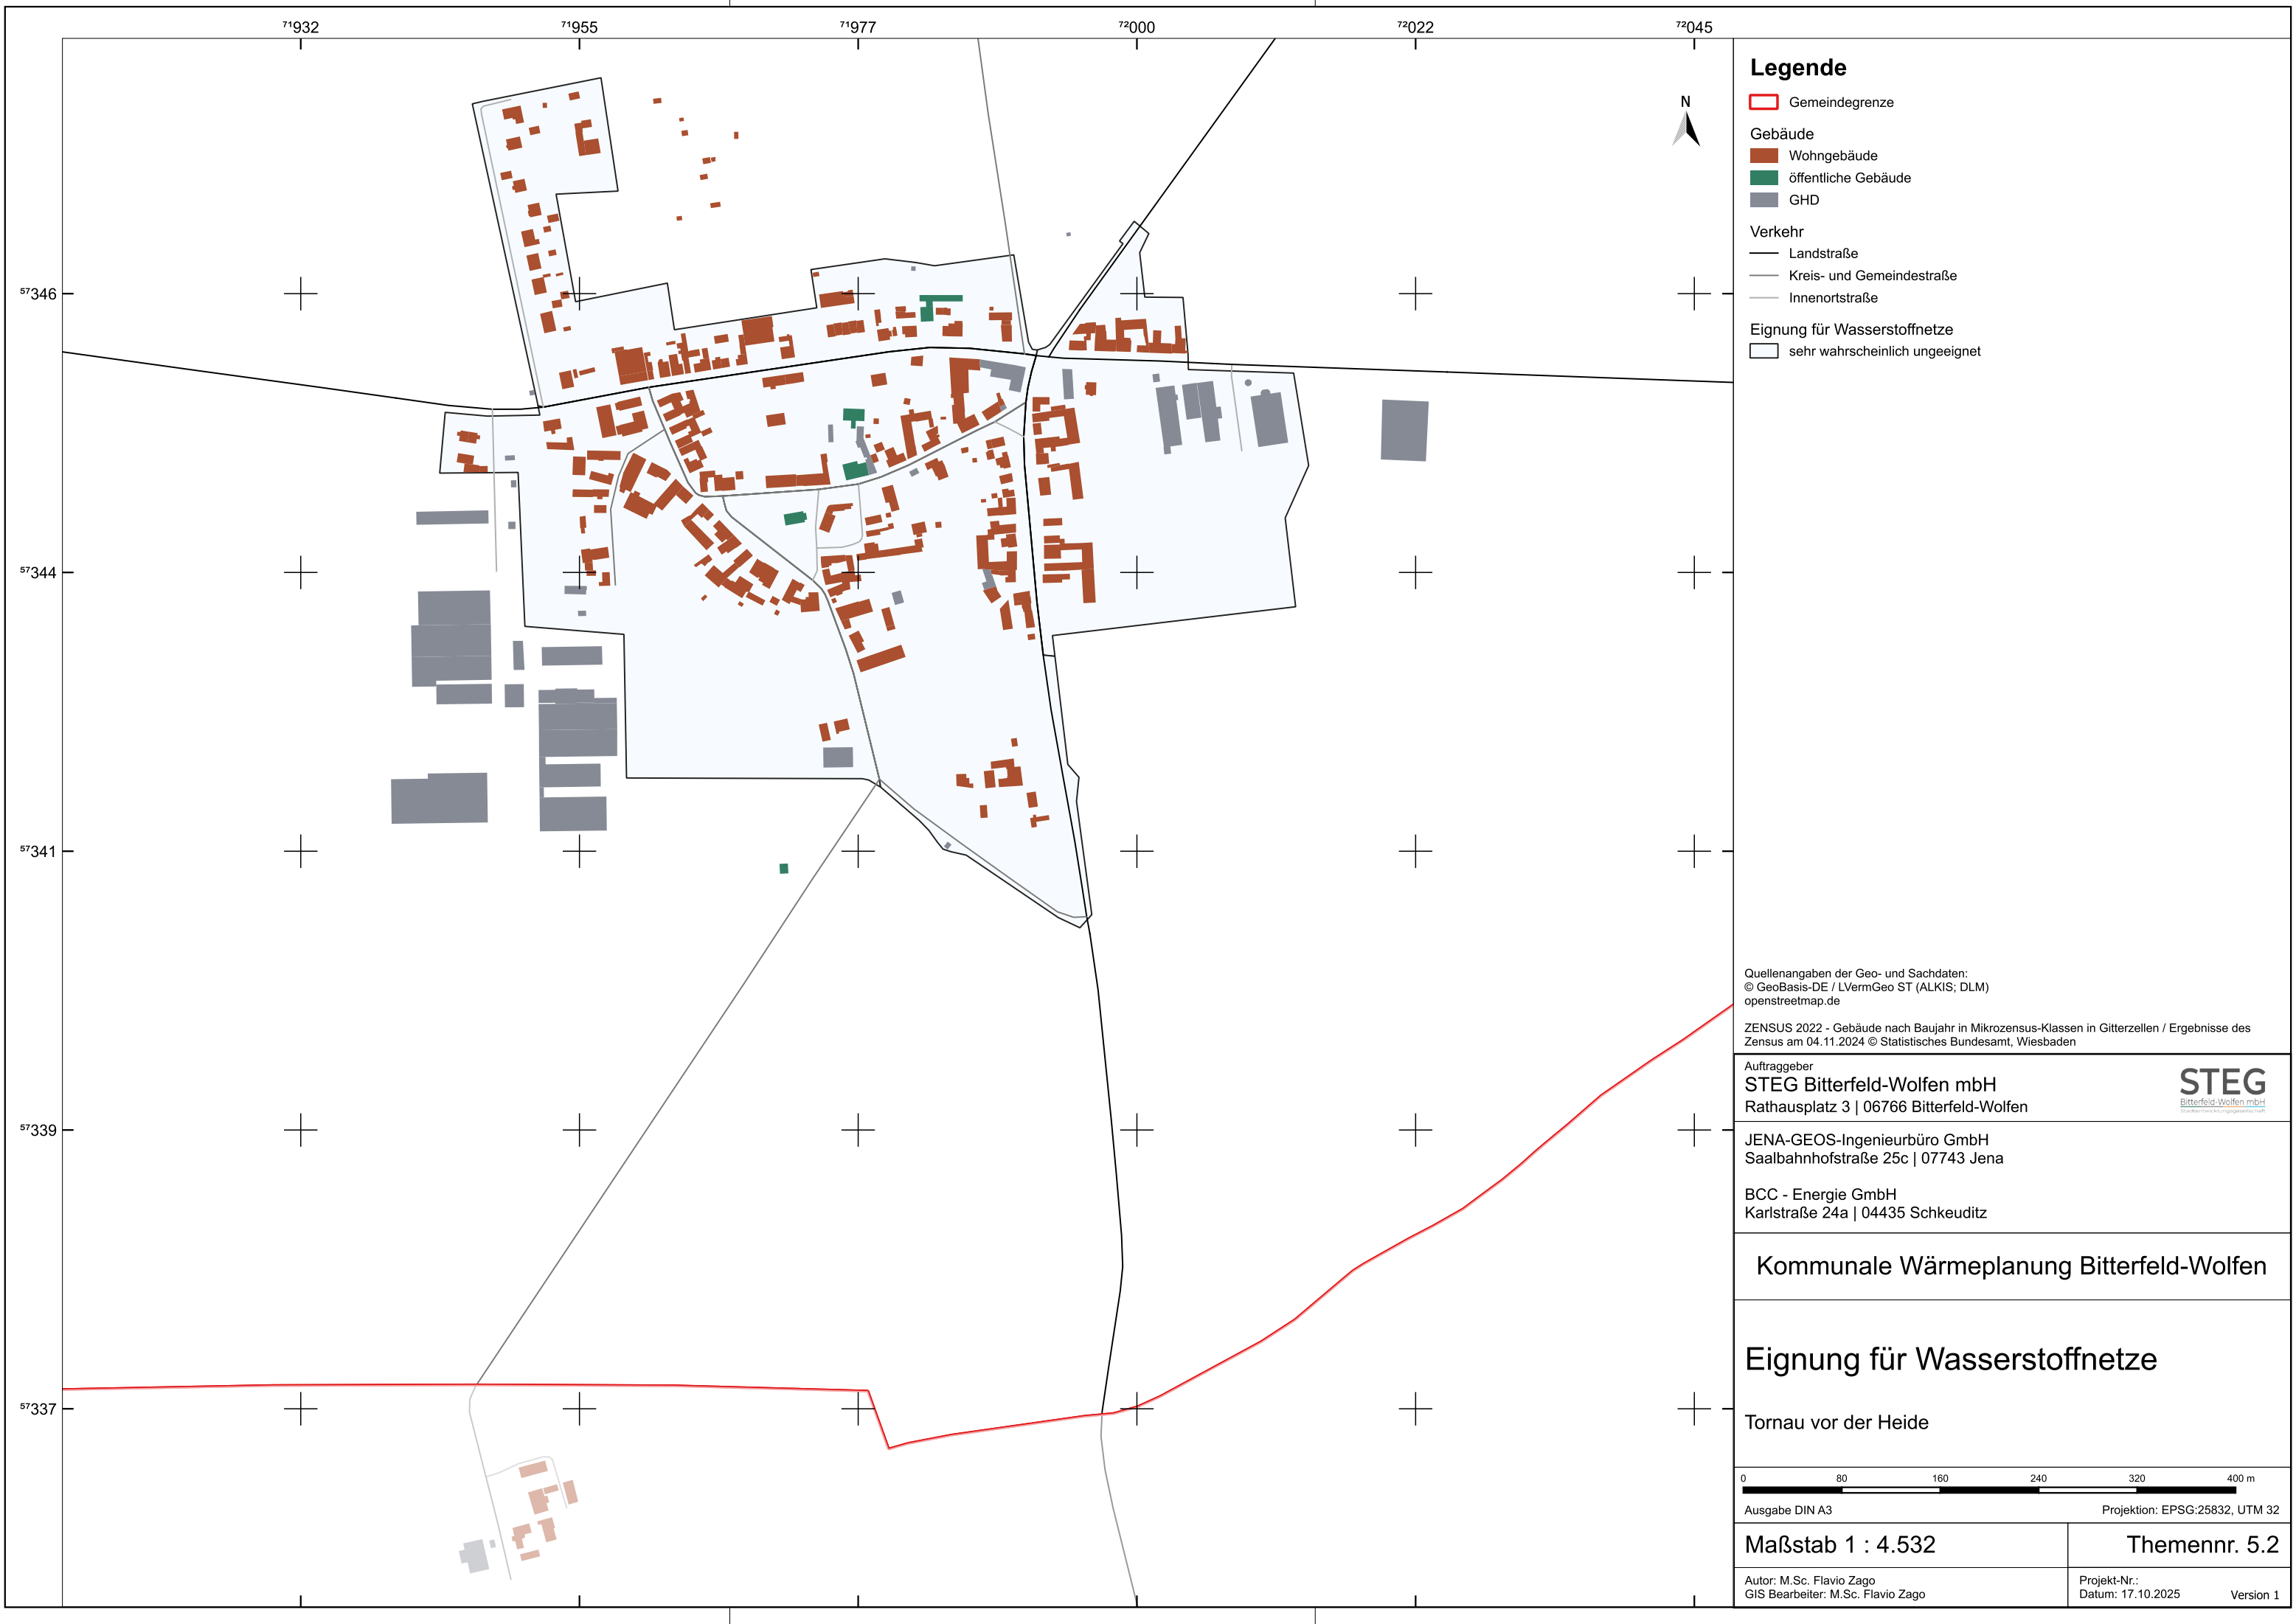 ⁷¹932 ⁷¹955 ⁷¹977 ⁷²000 ⁷²022 ⁷²045
⁵⁷346
⁵⁷344
⁵⁷341
⁵⁷339
⁵⁷337
N
Legende
Gemeindegrenze
Gebäude
Wohngebäude
öffentliche Gebäude
GHD
Verkehr
Landstraße
Kreis- und Gemeindestraße
Innenortstraße
Eignung für Wasserstoffnetze
sehr wahrscheinlich ungeeignet
Quellenangaben der Geo- und Sachdaten:
© GeoBasis-DE / LVermGeo ST (ALKIS; DLM)
openstreetmap.de
ZENSUS 2022 - Gebäude nach Baujahr in Mikrozensus-Klassen in Gitterzellen / Ergebnisse des
Zensus am 04.11.2024 © Statistisches Bundesamt, Wiesbaden
Auftraggeber
STEG Bitterfeld-Wolfen mbH
Rathausplatz 3 | 06766 Bitterfeld-Wolfen
STEG
Bitterfeld-Wolfen mbH
Stadtentwicklungsgesellschaft
JENA-GEOS-Ingenieurbüro GmbH
Saalbahnhofstraße 25c | 07743 Jena
BCC - Energie GmbH
Karlstraße 24a | 04435 Schkeuditz
Kommunale Wärmeplanung Bitterfeld-Wolfen
Eignung für Wasserstoffnetze
Tornau vor der Heide
0 80 160 240 320 400 m
Ausgabe DIN A3 Projektion: EPSG:25832, UTM 32
Maßstab 1 : 4.532 Themennr. 5.2
Autor: M.Sc. Flavio Zago
GIS Bearbeiter: M.Sc. Flavio Zago
Projekt-Nr.:
Datum: 17.10.2025 Version 1